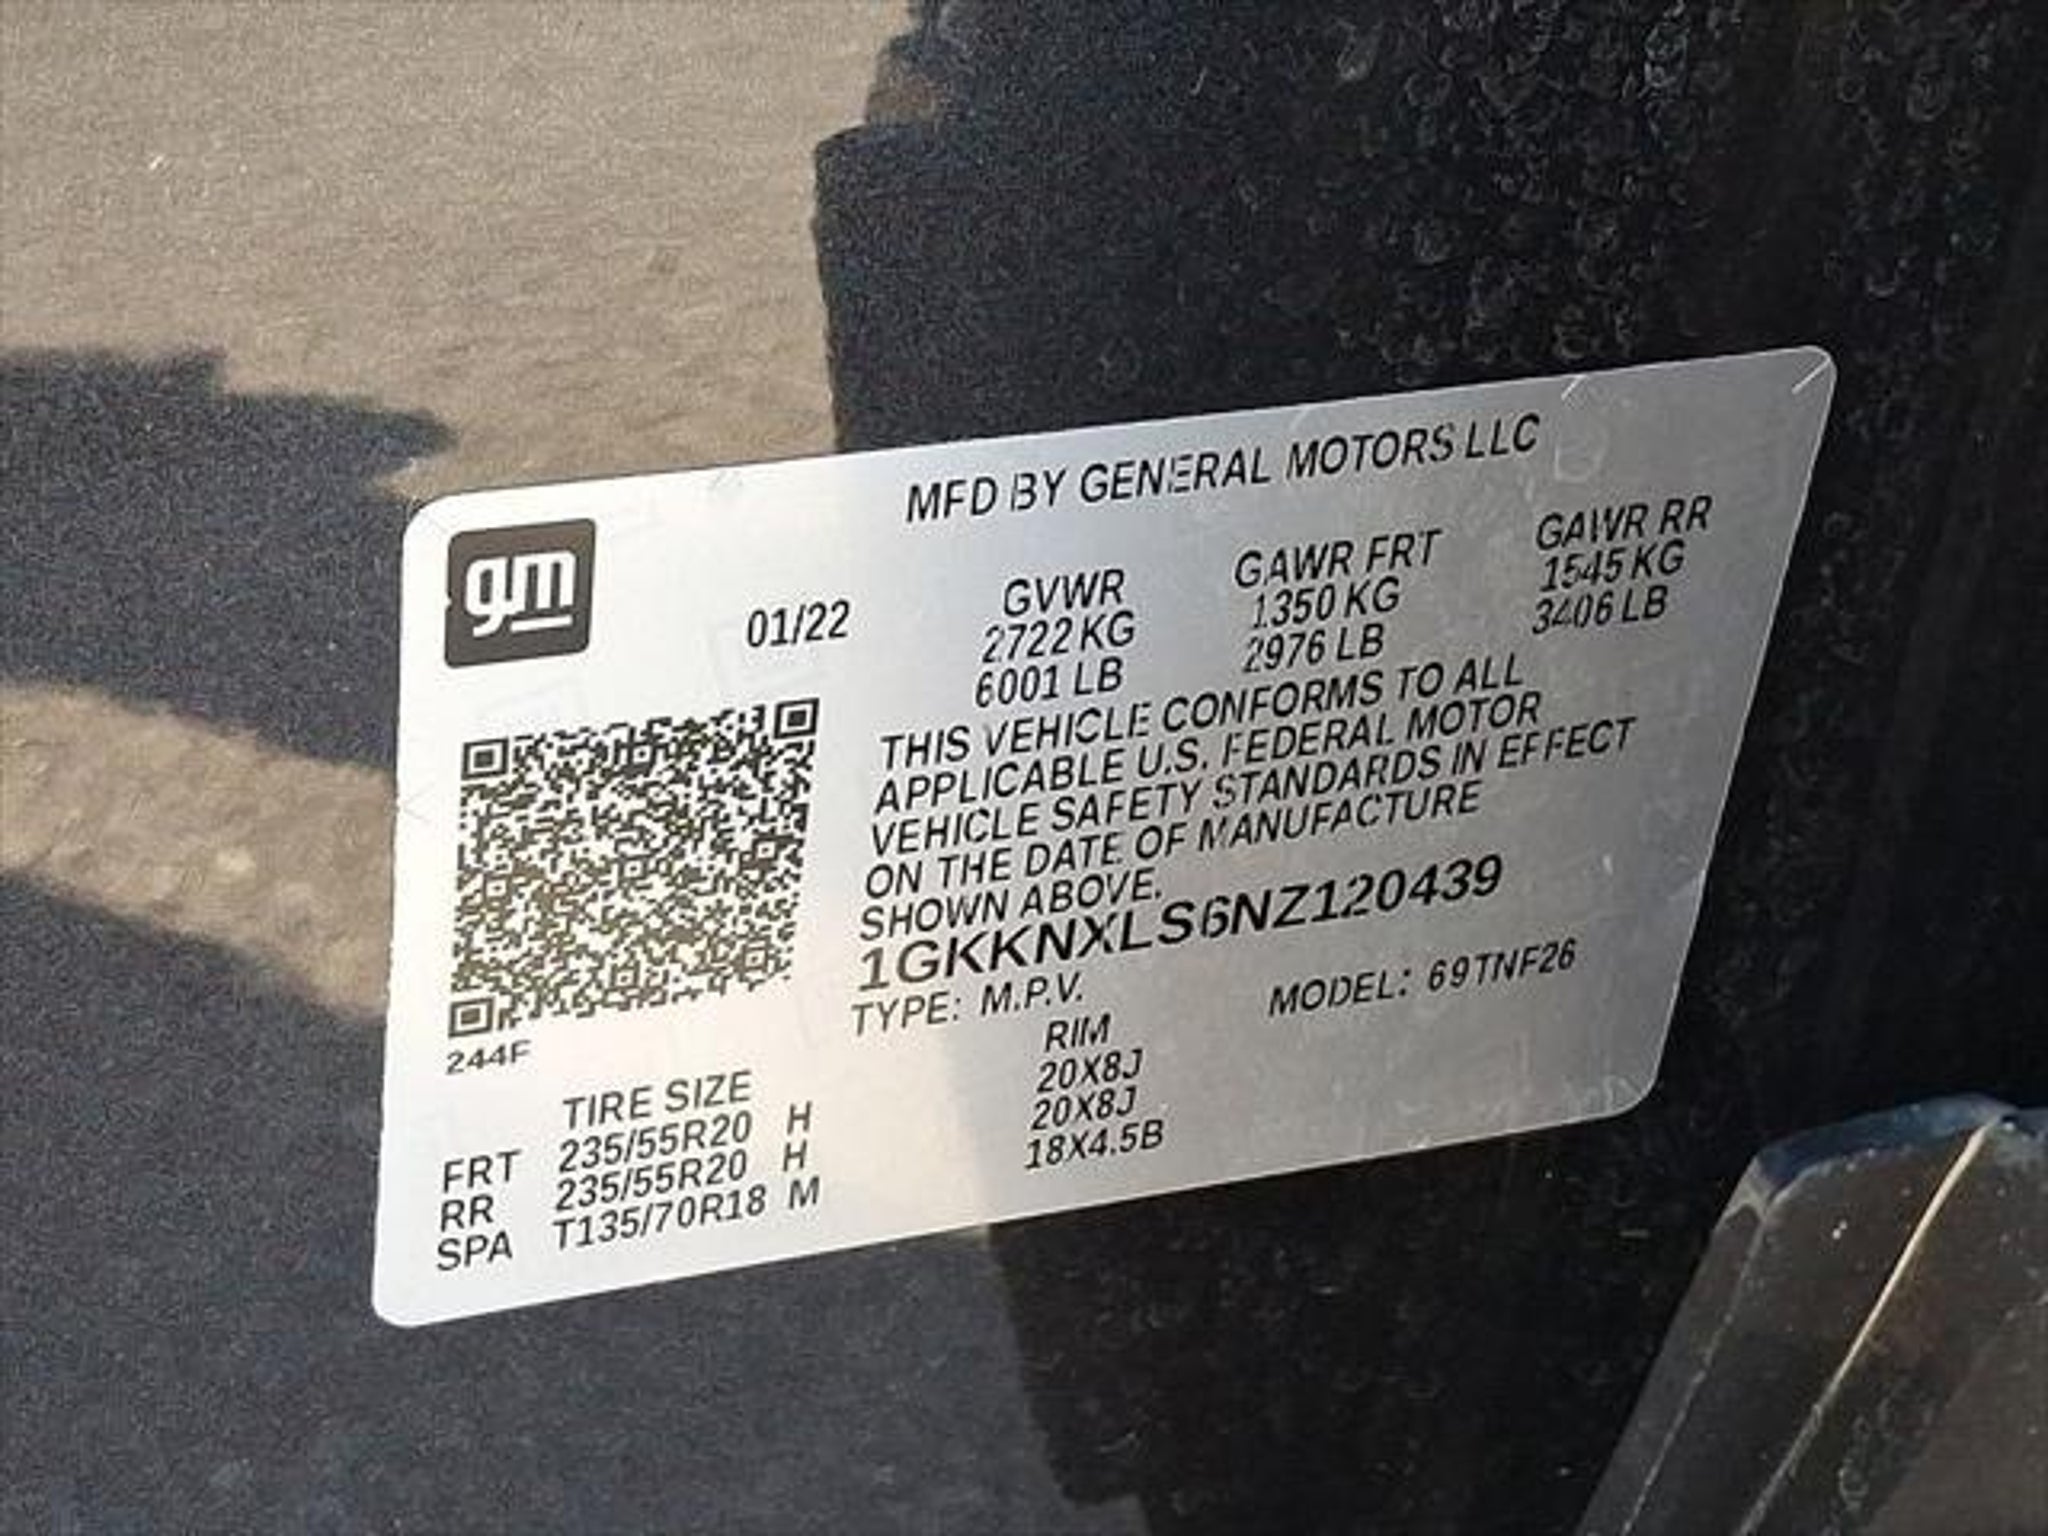 MFD BY GENERAL MOTORS LLC
gm
01/22
GVWR
2722 KG
6001 LB
GAWR FRT
1350 KG
2976 LB
GAWR RR
1545 KG
3406 LB
THIS VEHICLE CONFORMS TO ALL
APPLICABLE U.S. FEDERAL MOTOR
VEHICLE SAFETY STANDARDS IN EFFECT
ON THE DATE OF MANUFACTURE
SHOWN ABOVE.
1GKKNXLS6NZ120439
TYPE: M.P.V. MODEL: 69TNF26
244F
TIRE SIZE RIM
FRT 235/55R20 H 20X8J
RR 235/55R20 H 20X8J
SPA T135/70R18 M 18X4.5B